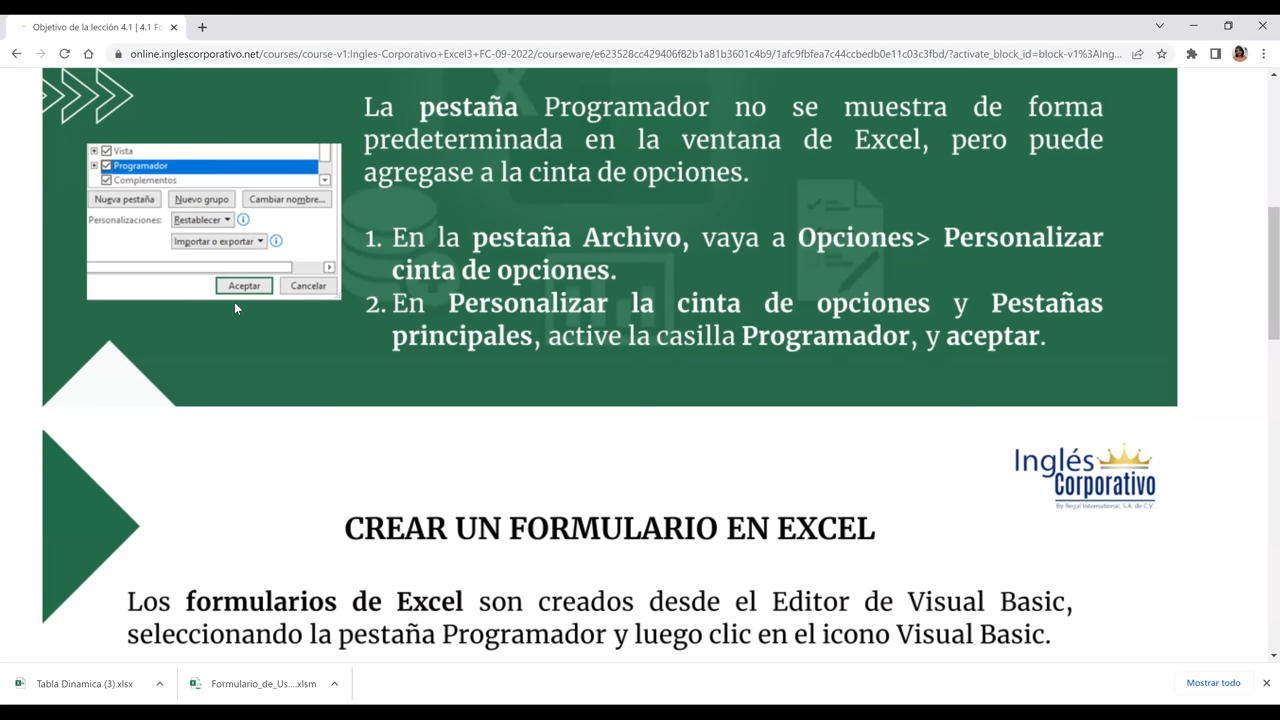 Objetivo de la lección 4.1 | 4.1 Fo
online.inglescorporativo.net/courses/course-v1:Ingles-Corporativo+Excel3+FC-09-2022/courseware/e623528cc429406f82b1a81b3601c4b9/1afc9fbfea7c44ccbedb0e11c03c3fbd/?activate_block_id=block-v1%3AIng...
La pestaña Programador no se muestra de forma
predeterminada en la ventana de Excel, pero puede
agregase a la cinta de opciones.
Vista
Programador
Complementos
Nueva pestaña Nuevo grupo Cambiar nombre...
Personalizaciones: Restablecer
Importar o exportar
Aceptar Cancelar
1. En la pestaña Archivo, vaya a Opciones> Personalizar
cinta de opciones.
2. En Personalizar la cinta de opciones y Pestañas
principales, active la casilla Programador, y aceptar.
Inglés
Corporativo
By Ilegal International, S.A. de C.V.
CREAR UN FORMULARIO EN EXCEL
Los formularios de Excel son creados desde el Editor de Visual Basic,
seleccionando la pestaña Programador y luego clic en el icono Visual Basic.
Tabla Dinamica (3).xlsx
Formulario_de_Us....xlsm
Mostrar todo